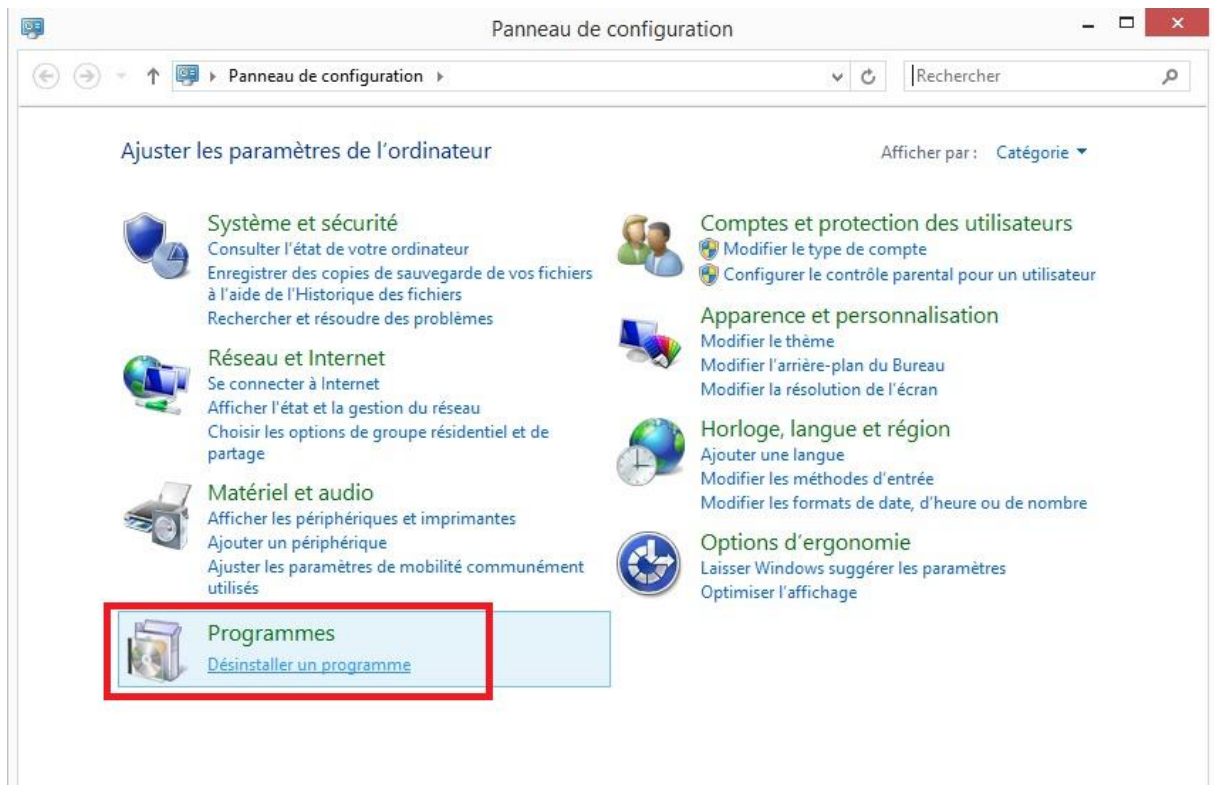 Panneau de configuration
Panneau de configuration
Rechercher
Ajuster les paramètres de l'ordinateur
Afficher par : Catégorie
Système et sécurité
Consulter l'état de votre ordinateur
Enregistrer des copies de sauvegarde de vos fichiers
à l'aide de l'Historique des fichiers
Rechercher et résoudre des problèmes
Réseau et Internet
Se connecter à Internet
Afficher l'état et la gestion du réseau
Choisir les options de groupe résidentiel et de
partage
Matériel et audio
Afficher les périphériques et imprimantes
Ajouter un périphérique
Ajuster les paramètres de mobilité communément
utilisés
Programmes
Désinstaller un programme
Comptes et protection des utilisateurs
Modifier le type de compte
Configurer le contrôle parental pour un utilisateur
Apparence et personnalisation
Modifier le thème
Modifier l'arrière-plan du Bureau
Modifier la résolution de l'écran
Horloge, langue et région
Ajouter une langue
Modifier les méthodes d'entrée
Modifier les formats de date, d'heure ou de nombre
Options d'ergonomie
Laisser Windows suggérer les paramètres
Optimiser l'affichage